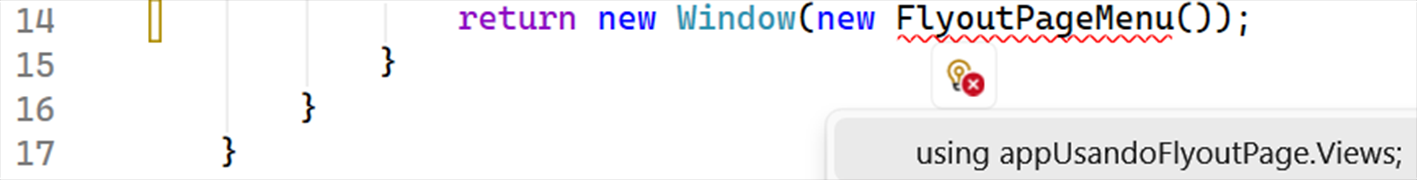 14 return new Window(new FlyoutPageMenu());
15 }
16 }
17 }
using appUsandoFlyoutPage.Views;